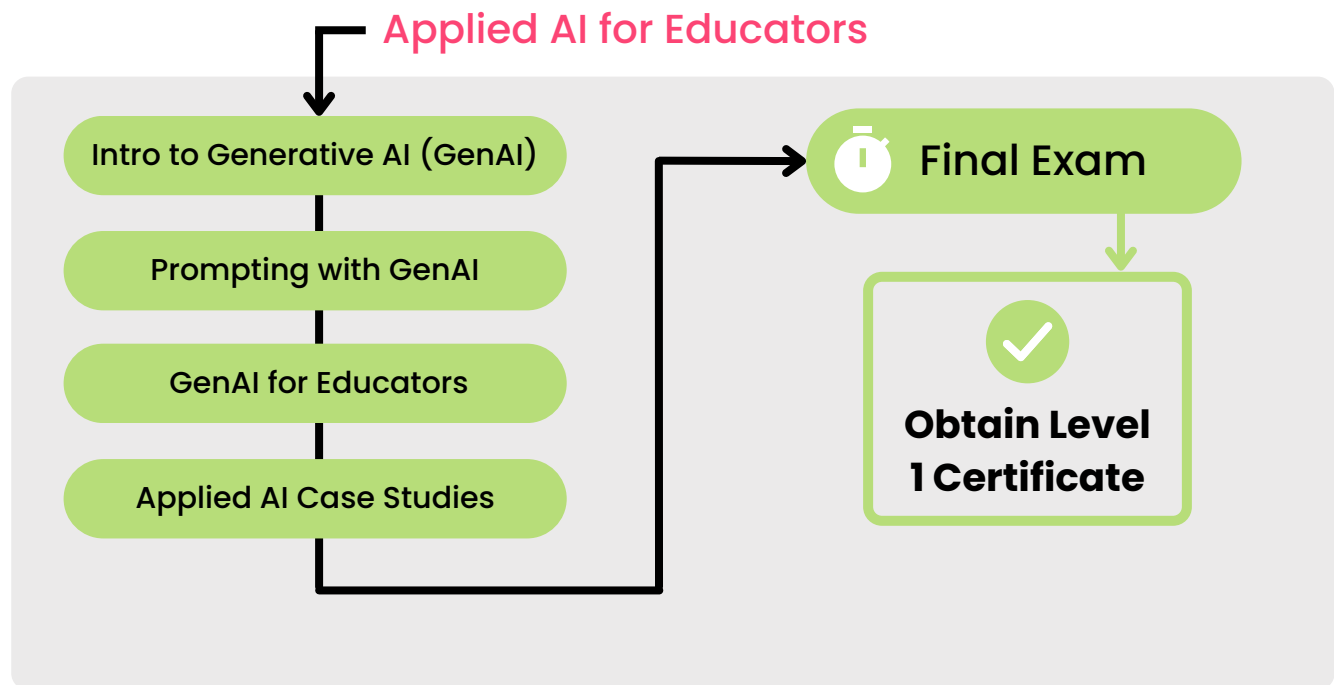 Applied AI for Educators
Intro to Generative AI (GenAI)
Prompting with GenAI
GenAI for Educators
Applied AI Case Studies
Final Exam
Obtain Level
1 Certificate